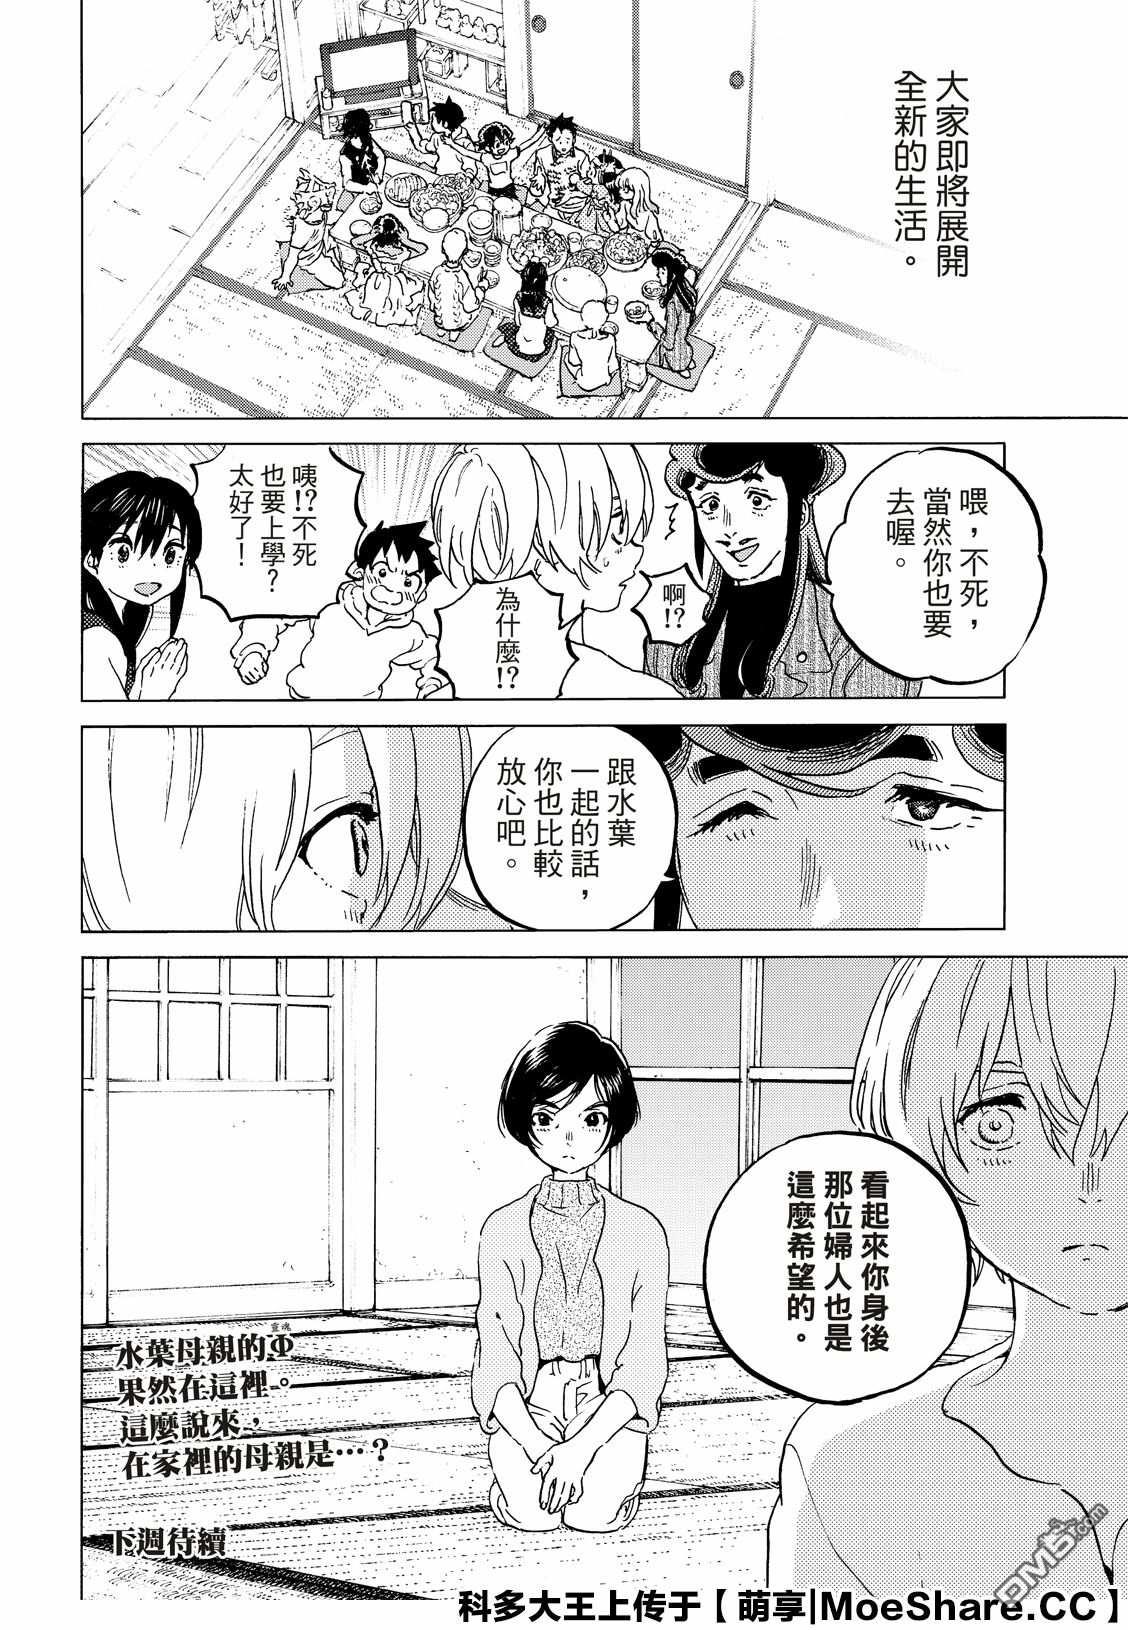 大家即將展開
全新的生活。
喂，不死，
當然你也要
去喔。
啊!?
為什麼!?
咦!?不死
也要上學?
太好了!
跟水葉
一起的話，
你也比較
放心吧。
看起來你身後
那位婦人也是
這麼希望的。
靈魂
水葉母親的Φ
果然在這裡。
這麼說來，
在家裡的母親是…？
下週待續
DM5.com
科多大王上传于【萌享|MoeShare.CC】